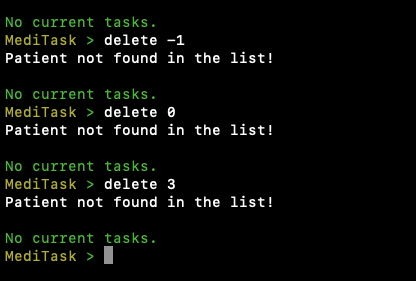 No current tasks.
MediTask > delete -1
Patient not found in the list!
No current tasks.
MediTask > delete 0
Patient not found in the list!
No current tasks.
MediTask > delete 3
Patient not found in the list!
No current tasks.
MediTask >